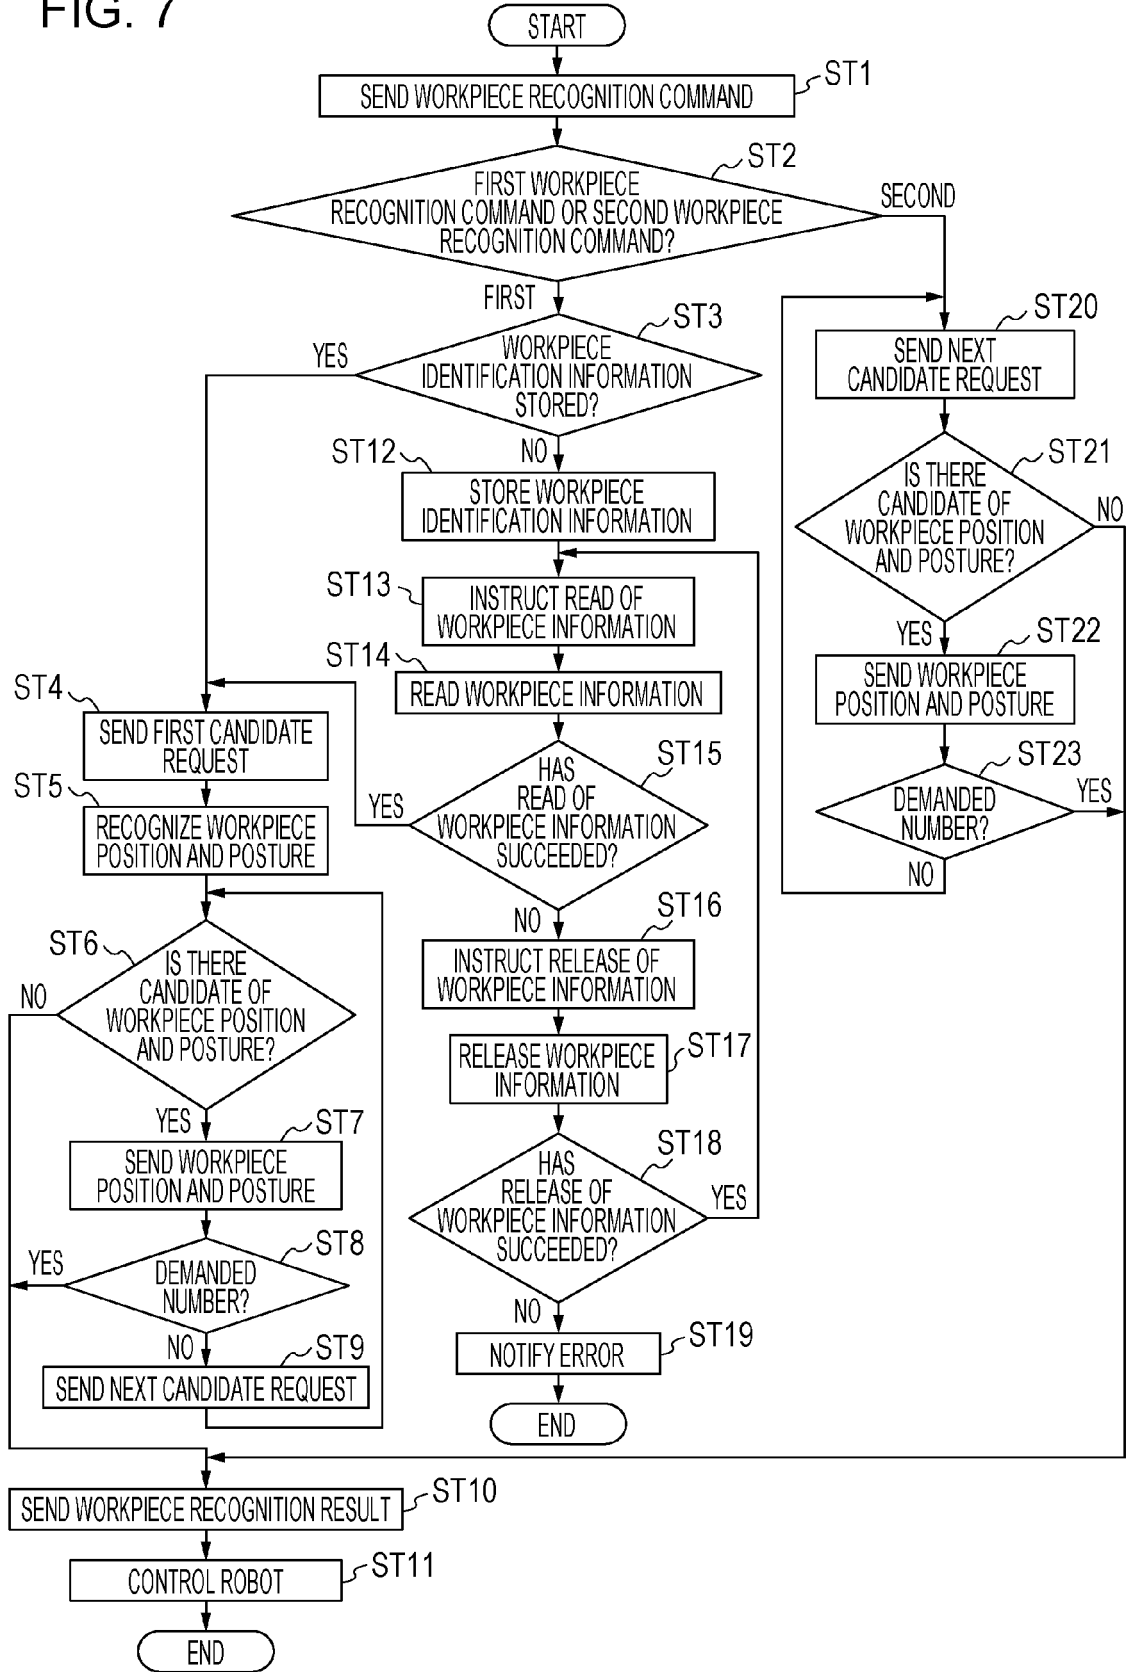 FIG. 7
START
ST1
SEND WORKPIECE RECOGNITION COMMAND
ST2
FIRST WORKPIECE
RECOGNITION COMMAND OR SECOND WORKPIECE
RECOGNITION COMMAND?
SECOND
FIRST
ST3
WORKPIECE
IDENTIFICATION INFORMATION
STORED?
YES
NO
ST12
STORE WORKPIECE
IDENTIFICATION INFORMATION
ST13
INSTRUCT READ OF
WORKPIECE INFORMATION
ST14
READ WORKPIECE INFORMATION
ST15
HAS
READ OF
WORKPIECE INFORMATION
SUCCEEDED?
YES
NO
ST16
INSTRUCT RELEASE OF
WORKPIECE INFORMATION
ST17
RELEASE WORKPIECE
INFORMATION
ST18
HAS
RELEASE OF
WORKPIECE INFORMATION
SUCCEEDED?
YES
NO
ST19
NOTIFY ERROR
END
ST20
SEND NEXT
CANDIDATE REQUEST
ST21
IS THERE
CANDIDATE OF
WORKPIECE POSITION
AND POSTURE?
NO
YES
ST22
SEND WORKPIECE
POSITION AND POSTURE
ST23
DEMANDED
NUMBER?
YES
NO
ST4
SEND FIRST CANDIDATE
REQUEST
ST5
RECOGNIZE WORKPIECE
POSITION AND POSTURE
ST6
IS THERE
CANDIDATE OF
WORKPIECE POSITION
AND POSTURE?
NO
YES
ST7
SEND WORKPIECE
POSITION AND POSTURE
ST8
DEMANDED
NUMBER?
YES
NO
ST9
SEND NEXT CANDIDATE REQUEST
ST10
SEND WORKPIECE RECOGNITION RESULT
ST11
CONTROL ROBOT
END